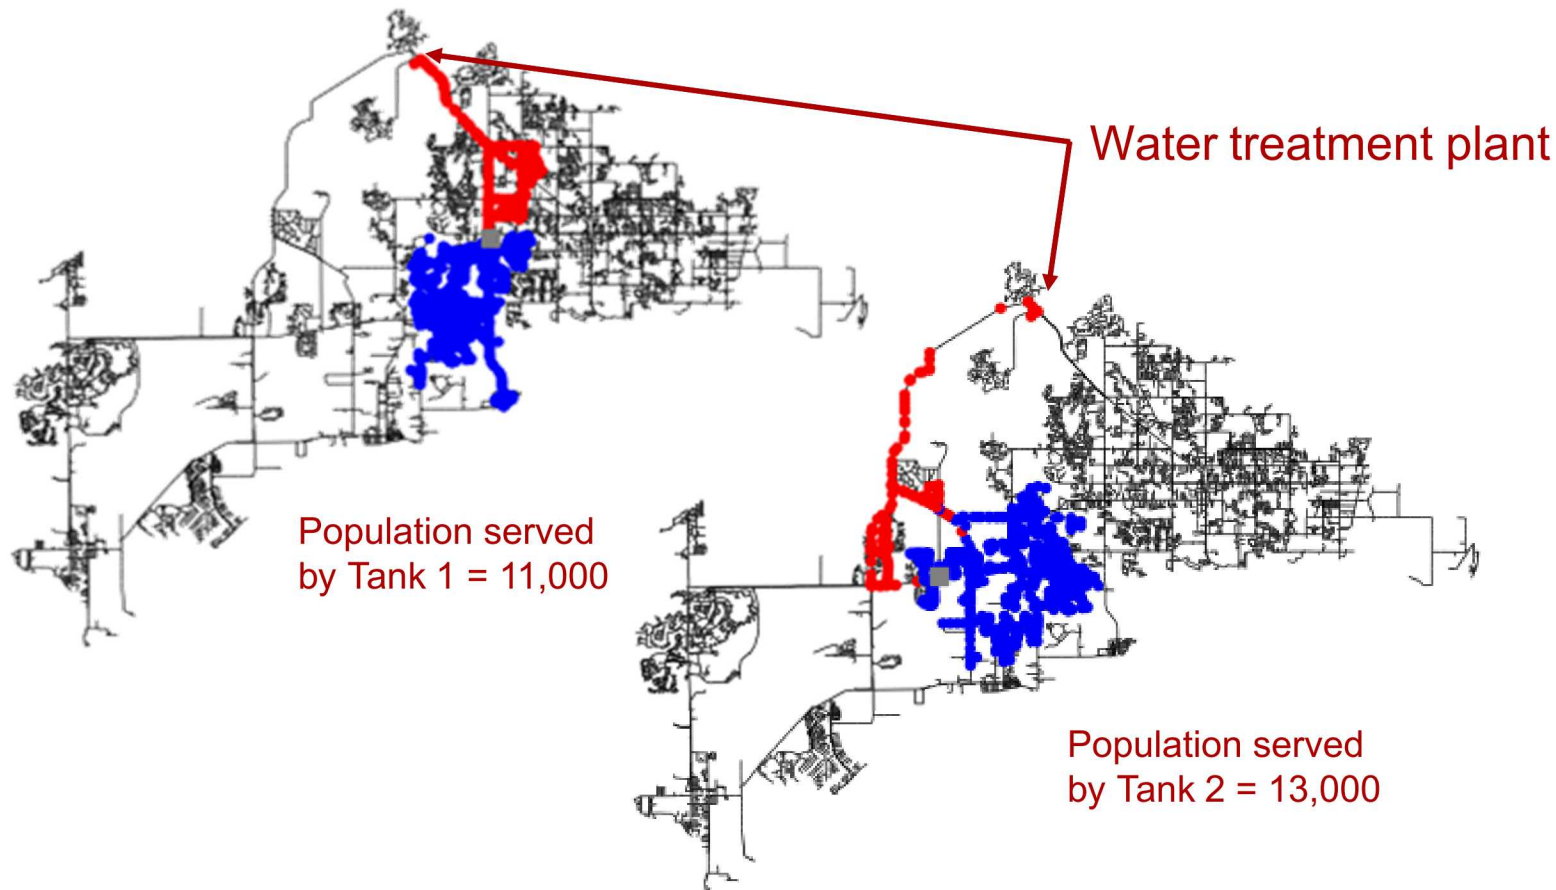 Water treatment plant
Population served
by Tank 1 = 11,000
Population served
by Tank 2 = 13,000